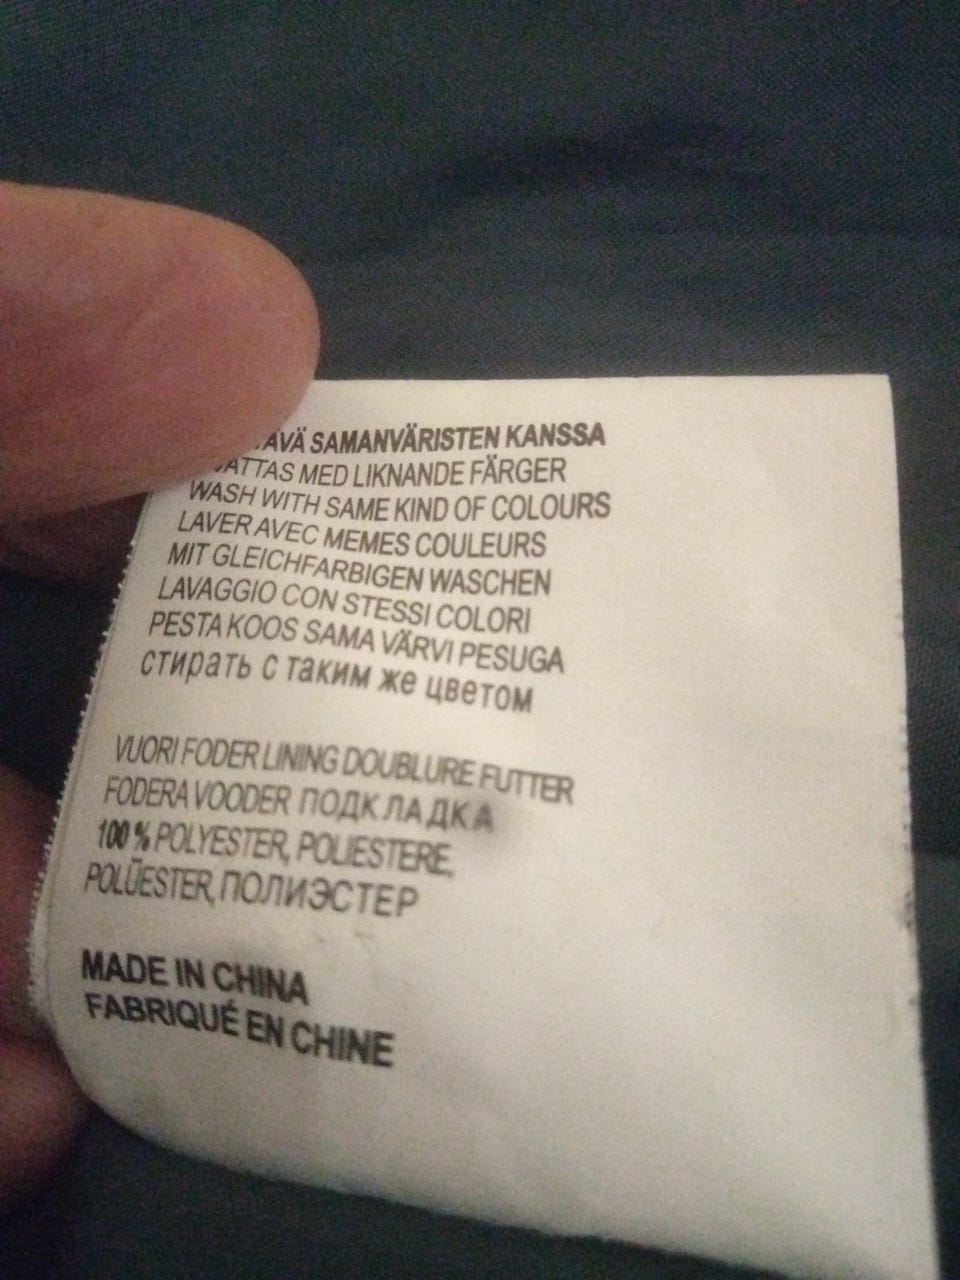 SAMANVÄRISTEN KANSSA
MED LIKNANDE FÄRGER
WASH WITH SAME KIND OF COLOURS
LAVER AVEC MEMES COULEURS
MIT GLEICHFARBIGEN WASCHEN
LAVAGGIO CON STESSI COLORI
PESTA KOOS SAMA VÄRVI PESUGA
стирать с таким же цветом
VUORI FODER LINING DOUBLURE FUTTER
FODERA VOODER ПОДКЛАДКА
100 % POLYESTER, POLIESTERE,
POLÜESTER, ПОЛИЭСТЕР
MADE IN CHINA
FABRIQUÉ EN CHINE